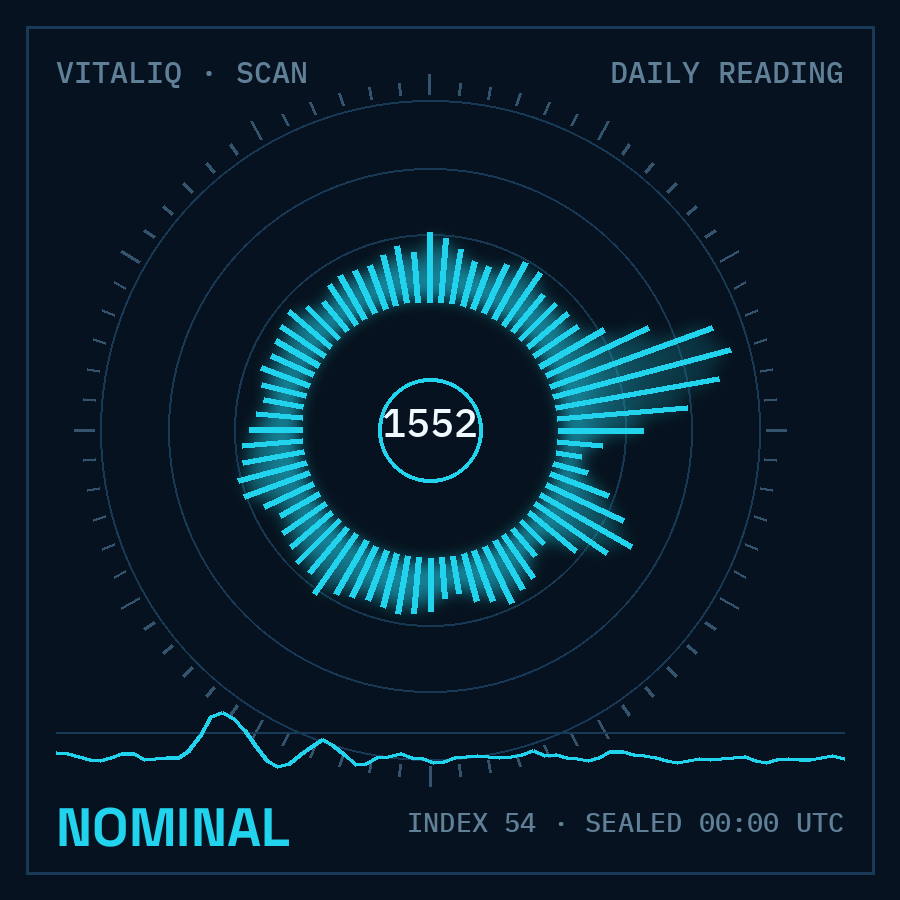 VITALIQ · SCAN
DAILY READING
1552
NOMINAL
INDEX 54 · SEALED 00:00 UTC